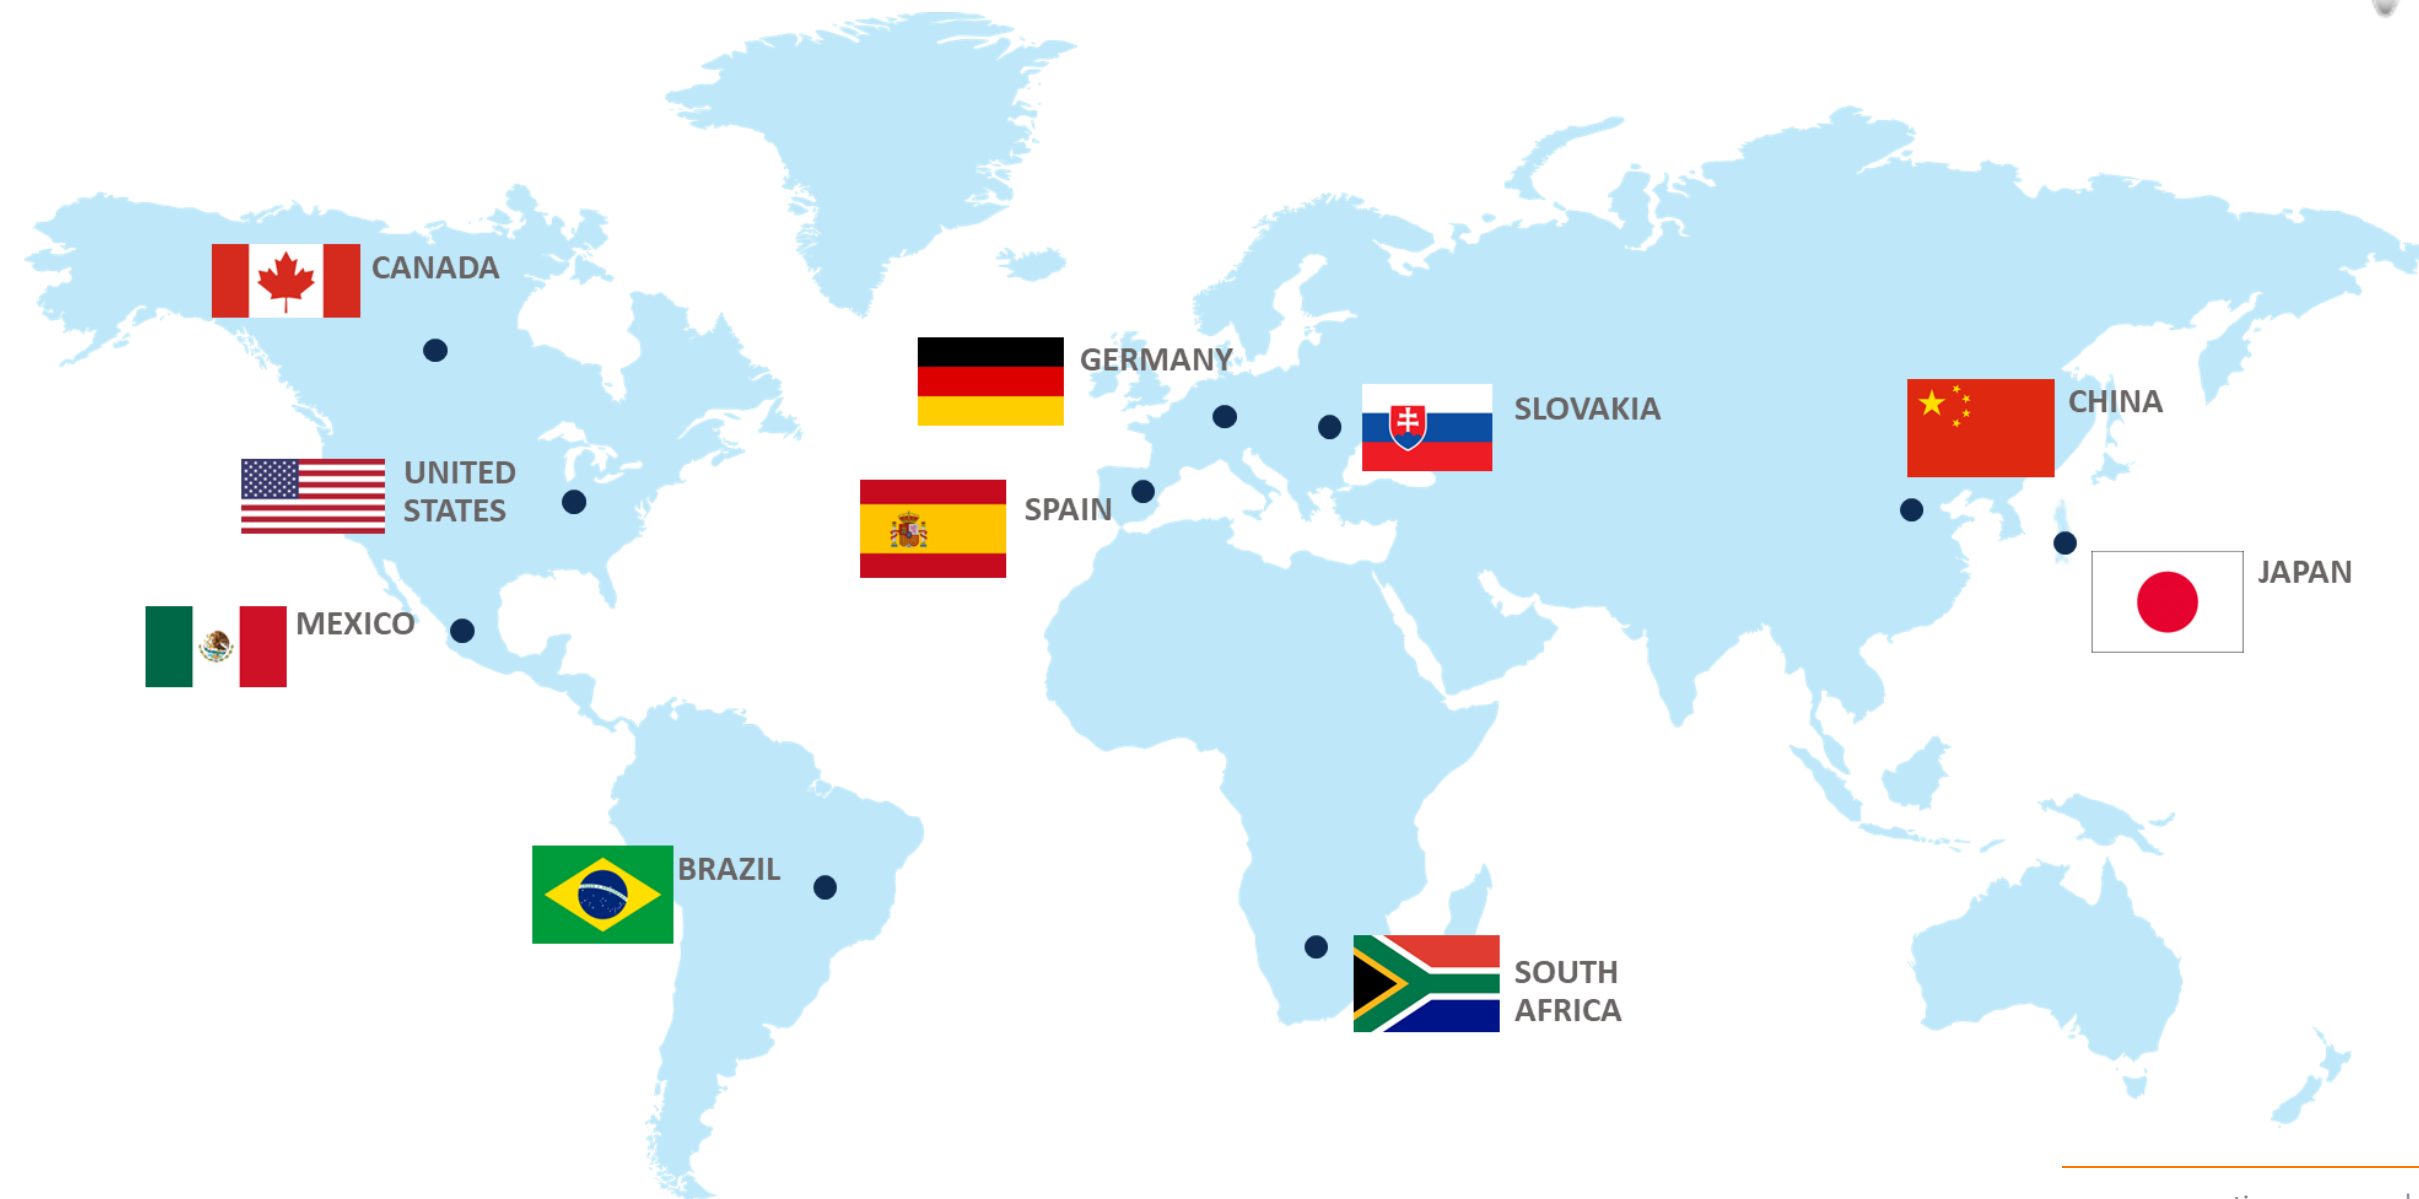 CANADA
GERMANY
SLOVAKIA
CHINA
UNITED
STATES
SPAIN
JAPAN
MEXICO
BRAZIL
SOUTH
AFRICA